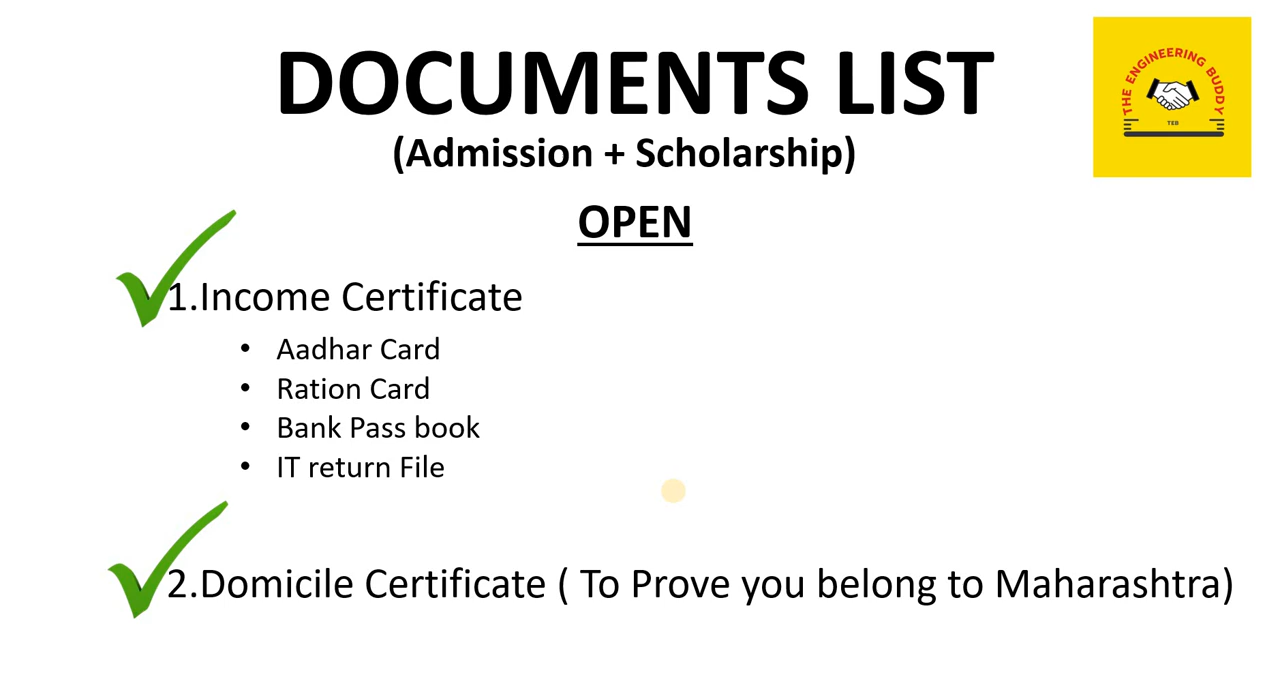 DOCUMENTS LIST
(Admission + Scholarship)
THE ENGINEERING BUDDY
TEB
OPEN
1.Income Certificate
• Aadhar Card
• Ration Card
• Bank Pass book
• IT return File
2.Domicile Certificate ( To Prove you belong to Maharashtra)